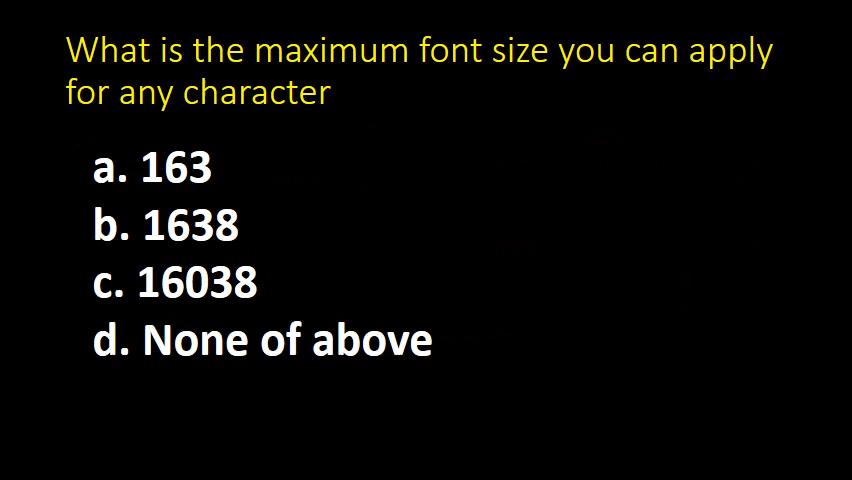 What is the maximum font size you can apply
for any character
a. 163
b. 1638
c. 16038
d. None of above